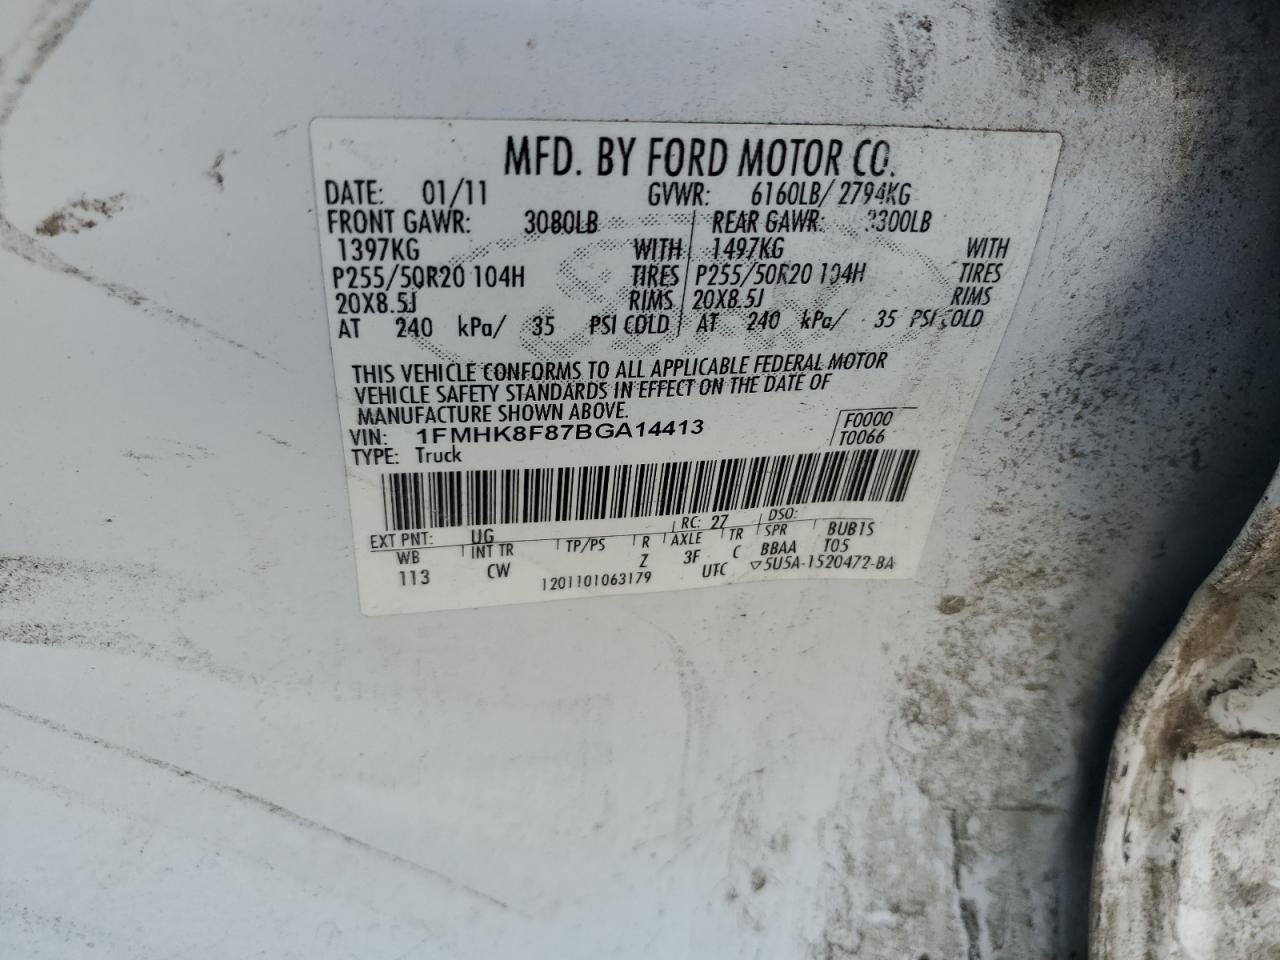 MFD. BY FORD MOTOR CO.
DATE: 01/11 GVWR: 6160LB/ 2794KG
FRONT GAWR: 3080LB REAR GAWR: 3300LB
1397KG WITH 1497KG WITH
P255/50R20 104H TIRES P255/50R20 104H TIRES
20X8.5J RIMS 20X8.5J RIMS
AT 240 kPa/ 35 PSI COLD AT 240 kPa/ 35 PSI COLD
THIS VEHICLE CONFORMS TO ALL APPLICABLE FEDERAL MOTOR
VEHICLE SAFETY STANDARDS IN EFFECT ON THE DATE OF
MANUFACTURE SHOWN ABOVE.
VIN: 1FMHK8F87BGA14413 F0000
TYPE: Truck T0066
EXT PNT: UG RC: 27 DSO:
WB INT TR TP/PS R AXLE TR SPR BUB1S
113 CW Z 3F C BBAA T05
1201101063179 UTC ▽5U5A-1520472-BA